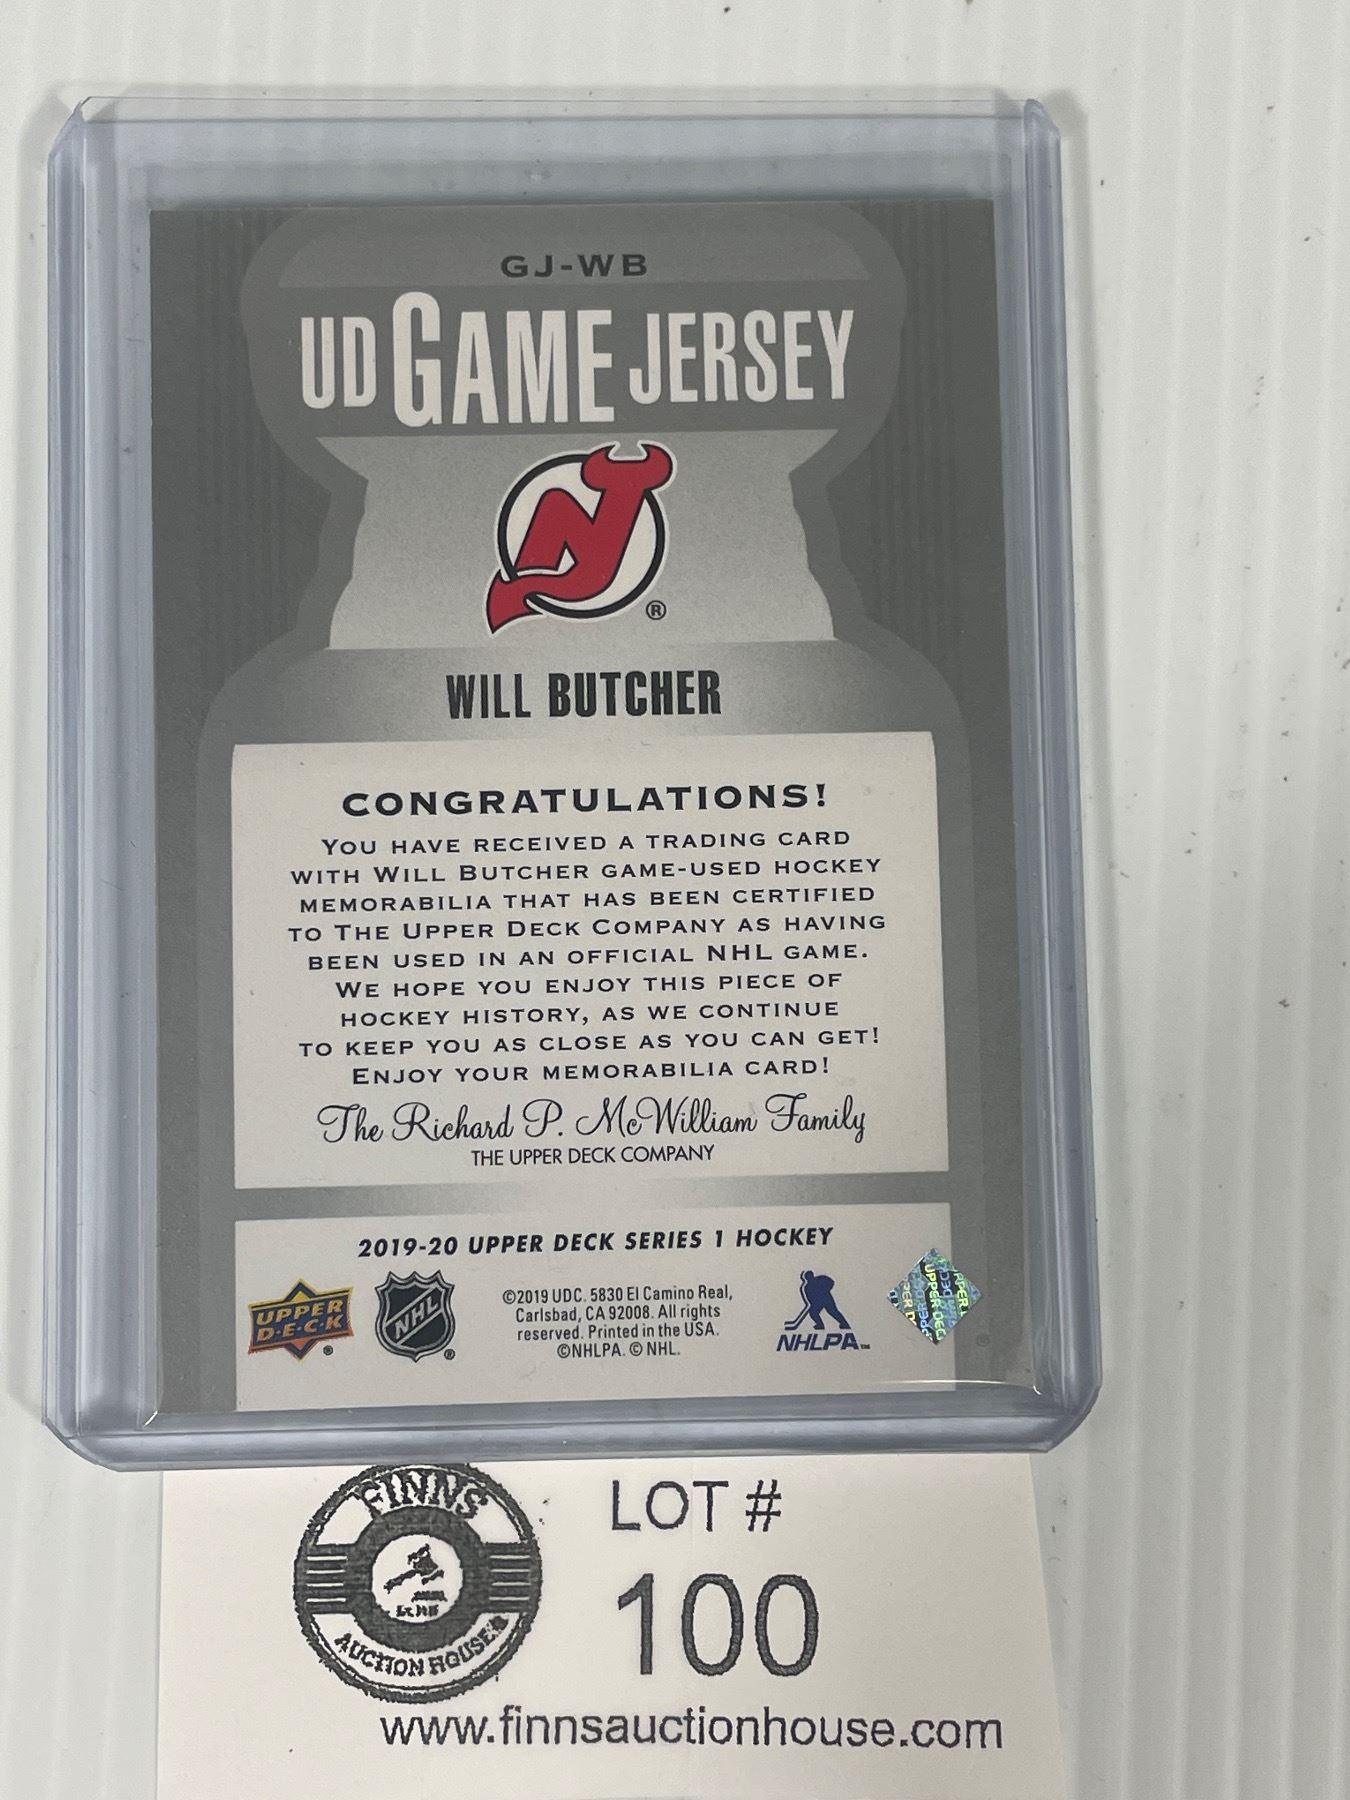 GJ-WB
UD GAME JERSEY
NJ ®
WILL BUTCHER
CONGRATULATIONS!
YOU HAVE RECEIVED A TRADING CARD
WITH WILL BUTCHER GAME-USED HOCKEY
MEMORABILIA THAT HAS BEEN CERTIFIED
TO THE UPPER DECK COMPANY AS HAVING
BEEN USED IN AN OFFICIAL NHL GAME.
WE HOPE YOU ENJOY THIS PIECE OF
HOCKEY HISTORY, AS WE CONTINUE
TO KEEP YOU AS CLOSE AS YOU CAN GET!
ENJOY YOUR MEMORABILIA CARD!
The Richard P. McWilliam Family
THE UPPER DECK COMPANY
2019-20 UPPER DECK SERIES 1 HOCKEY
UPPER
D·E·C·K ®
NHL ®
©2019 UDC. 5830 El Camino Real,
Carlsbad, CA 92008. All rights
reserved. Printed in the USA.
©NHLPA. © NHL.
NHLPA™
UPPER DECK
FINNS
AUCTION HOUSE
LOT #
100
www.finnsauctionhouse.com